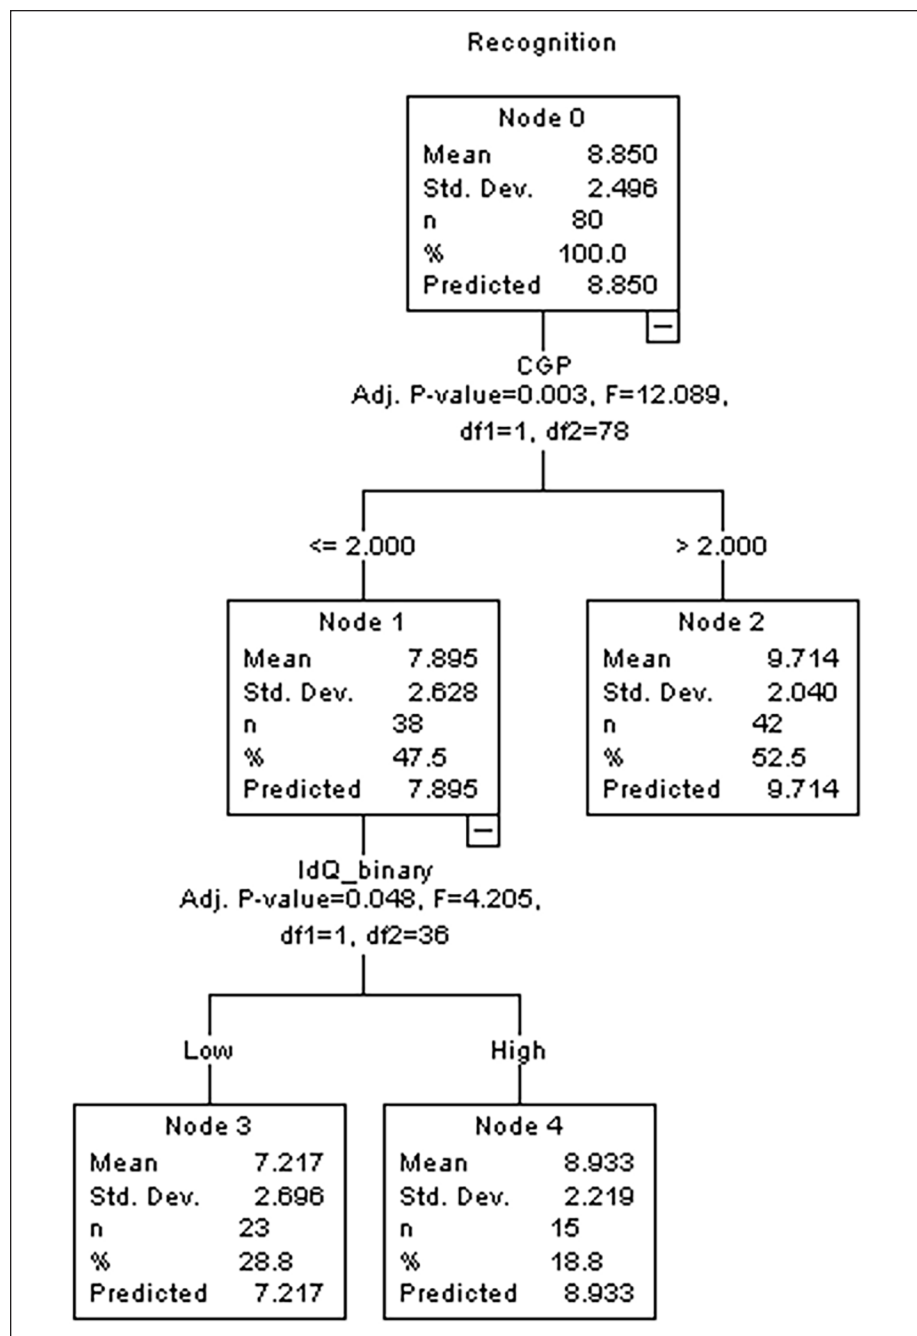 Recognition
Node 0
Mean 8.850
Std. Dev. 2.496
n 80
% 100.0
Predicted 8.850
CGP
Adj. P-value=0.003, F=12.089,
df1=1, df2=78
<= 2.000
> 2.000
Node 1
Mean 7.895
Std. Dev. 2.628
n 38
% 47.5
Predicted 7.895
Node 2
Mean 9.714
Std. Dev. 2.040
n 42
% 52.5
Predicted 9.714
IdQ_binary
Adj. P-value=0.048, F=4.205,
df1=1, df2=36
Low
High
Node 3
Mean 7.217
Std. Dev. 2.696
n 23
% 28.8
Predicted 7.217
Node 4
Mean 8.933
Std. Dev. 2.219
n 15
% 18.8
Predicted 8.933